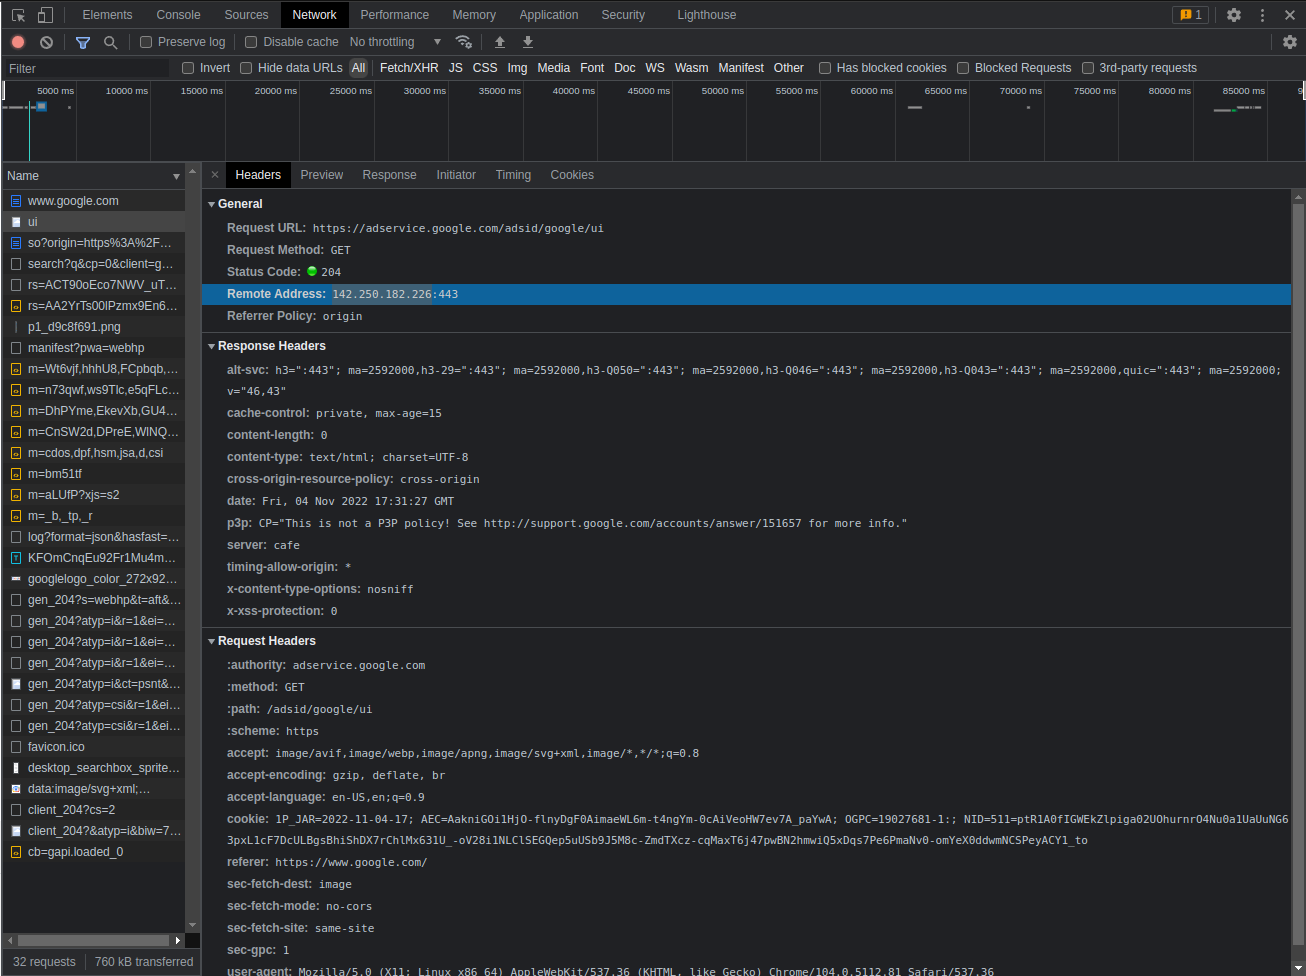 Elements Console Sources Network Performance Memory Application Security Lighthouse 1
Preserve log Disable cache No throttling
Filter Invert Hide data URLs All Fetch/XHR JS CSS Img Media Font Doc WS Wasm Manifest Other Has blocked cookies Blocked Requests 3rd-party requests
5000 ms 10000 ms 15000 ms 20000 ms 25000 ms 30000 ms 35000 ms 40000 ms 45000 ms 50000 ms 55000 ms 60000 ms 65000 ms 70000 ms 75000 ms 80000 ms 85000 ms 9
Name
www.google.com
ui
so?origin=https%3A%2F...
search?q&cp=0&client=g...
rs=ACT90oEco7NWV_uT...
rs=AA2YrTs00lPzmx9En6...
p1_d9c8f691.png
manifest?pwa=webhp
m=Wt6vjf,hhhU8,FCpbqb,...
m=n73qwf,ws9Tlc,e5qFLc...
m=DhPYme,EkevXb,GU4...
m=CnSW2d,DPreE,WlNQ...
m=cdos,dpf,hsm,jsa,d,csi
m=bm51tf
m=aLUfP?xjs=s2
m=_b,_tp,_r
log?format=json&hasfast=...
KFOmCnqEu92Fr1Mu4m...
googlelogo_color_272x92...
gen_204?s=webhp&t=aft&...
gen_204?atyp=i&r=1&ei=...
gen_204?atyp=i&r=1&ei=...
gen_204?atyp=i&r=1&ei=...
gen_204?atyp=i&ct=psnt&...
gen_204?atyp=csi&r=1&ei...
gen_204?atyp=csi&r=1&ei...
favicon.ico
desktop_searchbox_sprite...
data:image/svg+xml;...
client_204?cs=2
client_204?&atyp=i&biw=7...
cb=gapi.loaded_0
32 requests 760 kB transferred
Headers Preview Response Initiator Timing Cookies
General
Request URL: https://adservice.google.com/adsid/google/ui
Request Method: GET
Status Code: 204
Remote Address: 142.250.182.226:443
Referrer Policy: origin
Response Headers
alt-svc: h3=":443"; ma=2592000,h3-29=":443"; ma=2592000,h3-Q050=":443"; ma=2592000,h3-Q046=":443"; ma=2592000,h3-Q043=":443"; ma=2592000,quic=":443"; ma=2592000;
v="46,43"
cache-control: private, max-age=15
content-length: 0
content-type: text/html; charset=UTF-8
cross-origin-resource-policy: cross-origin
date: Fri, 04 Nov 2022 17:31:27 GMT
p3p: CP="This is not a P3P policy! See http://support.google.com/accounts/answer/151657 for more info."
server: cafe
timing-allow-origin: *
x-content-type-options: nosniff
x-xss-protection: 0
Request Headers
:authority: adservice.google.com
:method: GET
:path: /adsid/google/ui
:scheme: https
accept: image/avif,image/webp,image/apng,image/svg+xml,image/*,*/*;q=0.8
accept-encoding: gzip, deflate, br
accept-language: en-US,en;q=0.9
cookie: 1P_JAR=2022-11-04-17; AEC=AakniGOi1HjO-flnyDgF0AimaeWL6m-t4ngYm-0cAiVeoHW7ev7A_paYwA; OGPC=19027681-1:; NID=511=ptR1A0fIGWEkZlpiga02UOhurnrO4Nu0a1UaUuNG6
3pxL1cF7DcULBgsBhiShDX7rChlMx631U_-oV28i1NLClSEGQep5uUSb9J5M8c-ZmdTXcz-cqMaxT6j47pwBN2hmwiQ5xDqs7Pe6PmaNv0-omYeX0ddwmNCSPeyACY1_to
referer: https://www.google.com/
sec-fetch-dest: image
sec-fetch-mode: no-cors
sec-fetch-site: same-site
sec-gpc: 1
user-agent: Mozilla/5.0 (X11; Linux x86_64) AppleWebKit/537.36 (KHTML, like Gecko) Chrome/104.0.5112.81 Safari/537.36